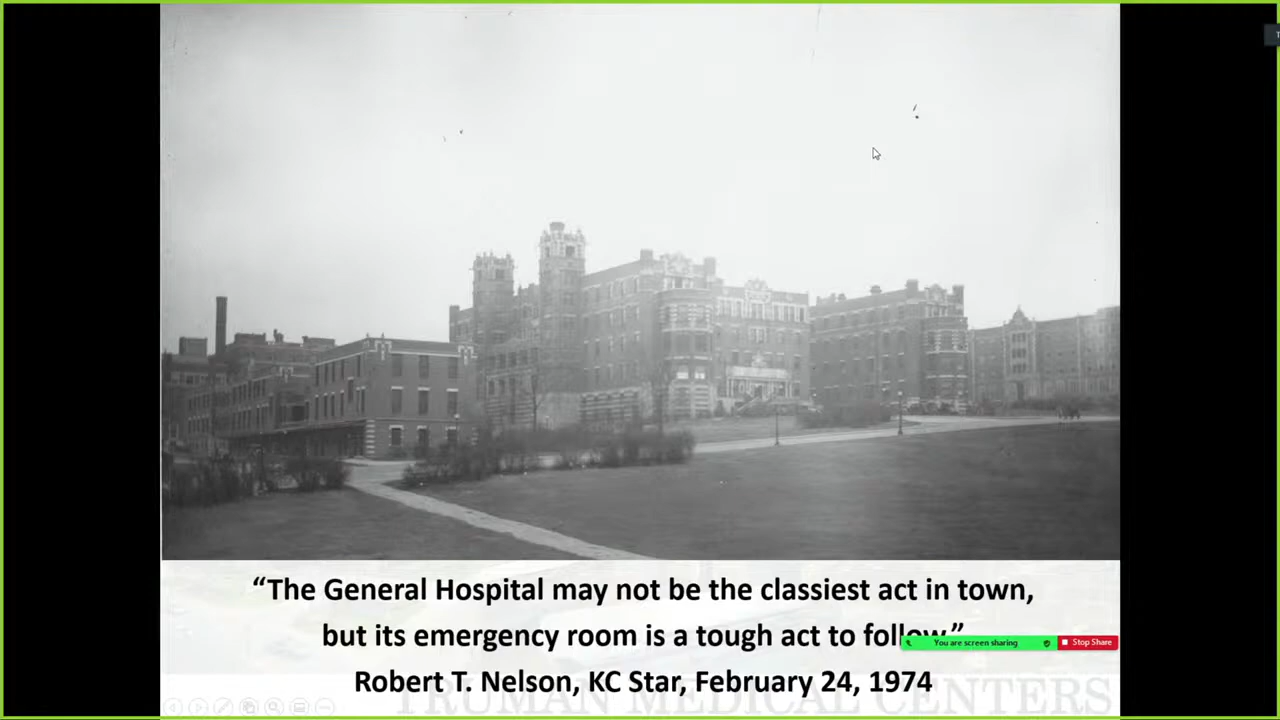 “The General Hospital may not be the classiest act in town,
but its emergency room is a tough act to follow.”
You are screen sharing
Stop Share
Robert T. Nelson, KC Star, February 24, 1974
TRUMAN MEDICAL CENTERS